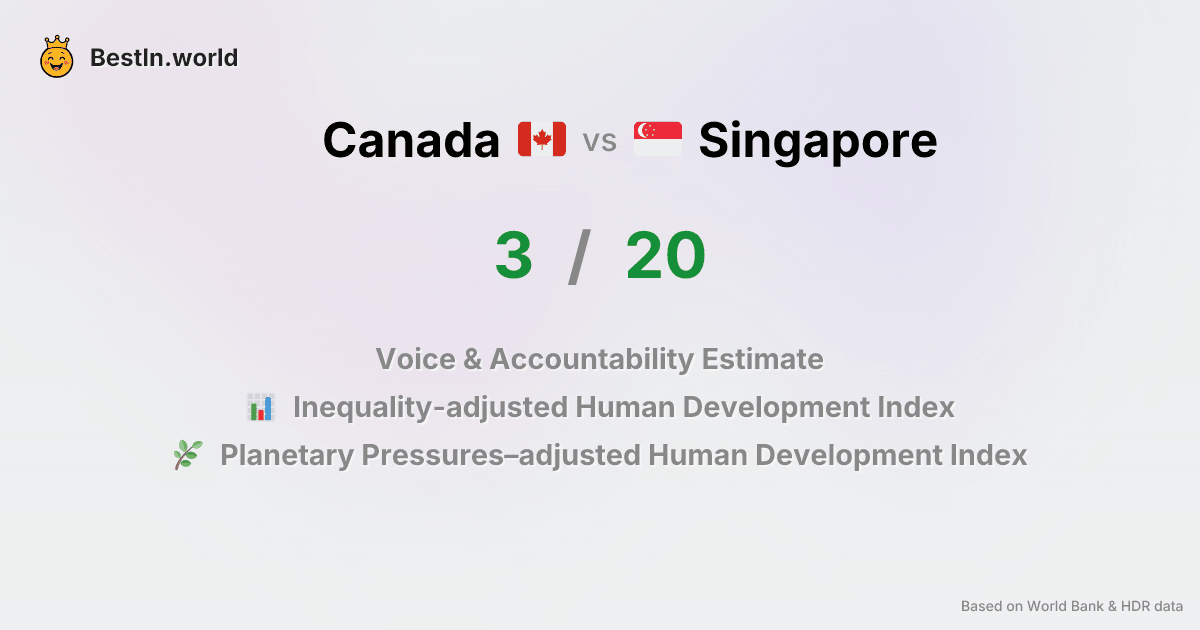 BestIn.world
Canada vs Singapore
3 / 20
Voice & Accountability Estimate
Inequality-adjusted Human Development Index
Planetary Pressures–adjusted Human Development Index
Based on World Bank & HDR data